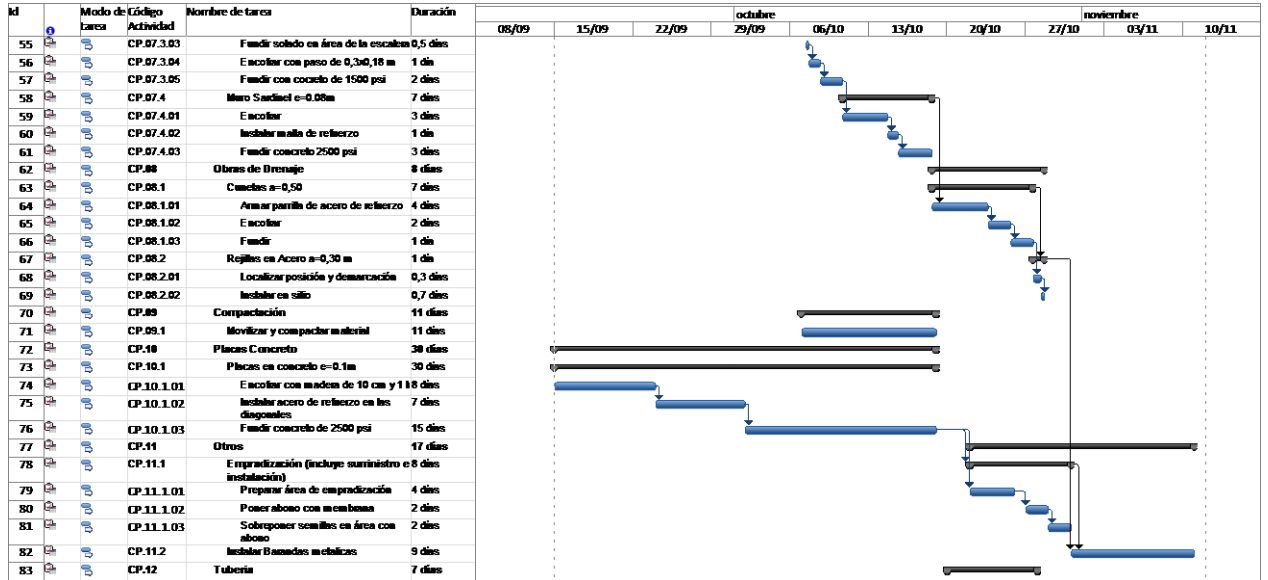 Id Modo de tarea Código Actividad Nombre de tarea Duración octubre noviembre
08/09 15/09 22/09 29/09 06/10 13/10 20/10 27/10 03/11 10/11
55 CP.07.3.03 Fundir solado en área de la escalera 0,5 días
56 CP.07.3.04 Encofrar con paso de 0,3x0,18 m 1 día
57 CP.07.3.05 Fundir con cocreto de 1500 psi 2 días
58 CP.07.4 Muro Sardinel e=0.08m 7 días
59 CP.07.4.01 Encofrar 3 días
60 CP.07.4.02 Instalar malla de refuerzo 1 día
61 CP.07.4.03 Fundir concreto 2500 psi 3 días
62 CP.08 Obras de Drenaje 8 días
63 CP.08.1 Cunetas a=0,50 7 días
64 CP.08.1.01 Armar parrilla de acero de refuerzo 4 días
65 CP.08.1.02 Encofrar 2 días
66 CP.08.1.03 Fundir 1 día
67 CP.08.2 Rejillas en Acero a=0,30 m 1 día
68 CP.08.2.01 Localizar posición y demarcación 0,3 días
69 CP.08.2.02 Instalar en sitio 0,7 días
70 CP.09 Compactación 11 días
71 CP.09.1 Movilizar y compactar material 11 días
72 CP.10 Placas Concreto 30 días
73 CP.10.1 Placas en concreto e=0.1m 30 días
74 CP.10.1.01 Encofrar con madera de 10 cm y 1 8 días
75 CP.10.1.02 Instalar acero de refuerzo en las 7 días
diagonales
76 CP.10.1.03 Fundir concreto de 2500 psi 15 días
77 CP.11 Otros 17 días
78 CP.11.1 Empradización (incluye suministro e 8 días
instalación)
79 CP.11.1.01 Preparar área de empradización 4 días
80 CP.11.1.02 Poner abono con membrana 2 días
81 CP.11.1.03 Sobreponer semillas en área con 2 días
abono
82 CP.11.2 Instalar Barandas metalicas 9 días
83 CP.12 Tuberia 7 días